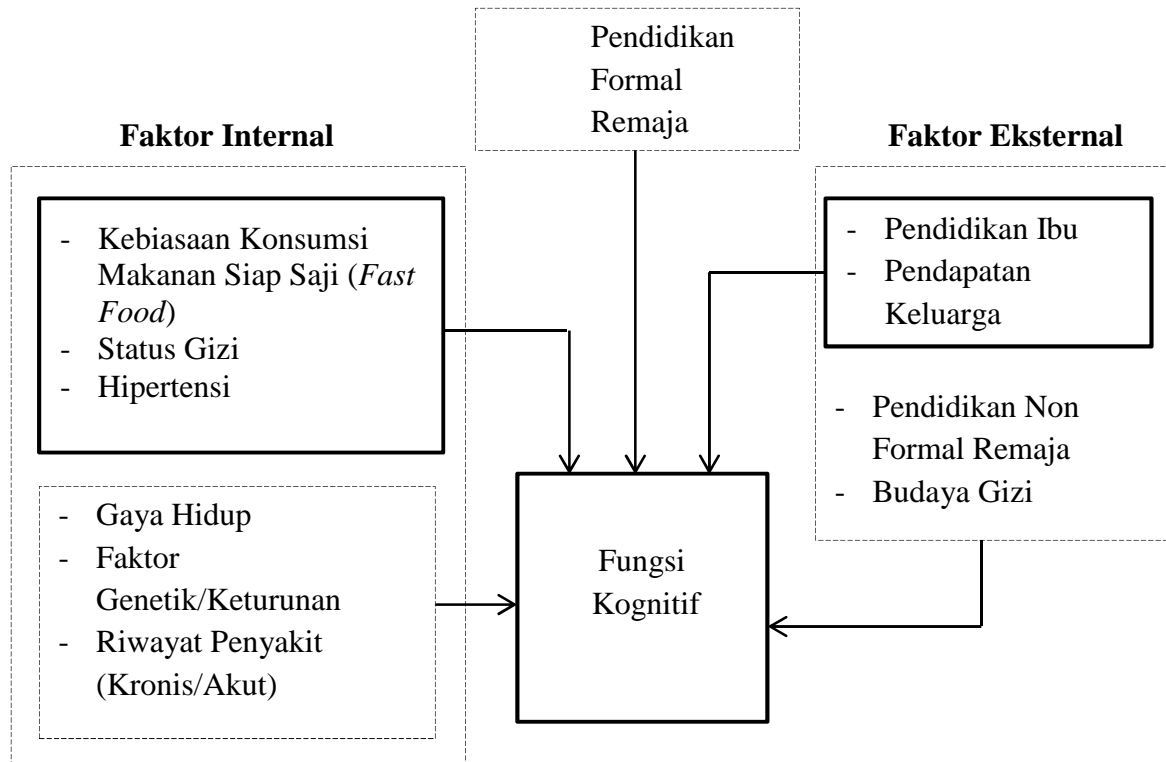 Pendidikan
Formal
Remaja
Faktor Internal
Faktor Eksternal
- Kebiasaan Konsumsi
Makanan Siap Saji (Fast
Food)
- Status Gizi
- Hipertensi
- Pendidikan Ibu
- Pendapatan
Keluarga
- Pendidikan Non
Formal Remaja
- Budaya Gizi
- Gaya Hidup
- Faktor
Genetik/Keturunan
- Riwayat Penyakit
(Kronis/Akut)
Fungsi
Kognitif